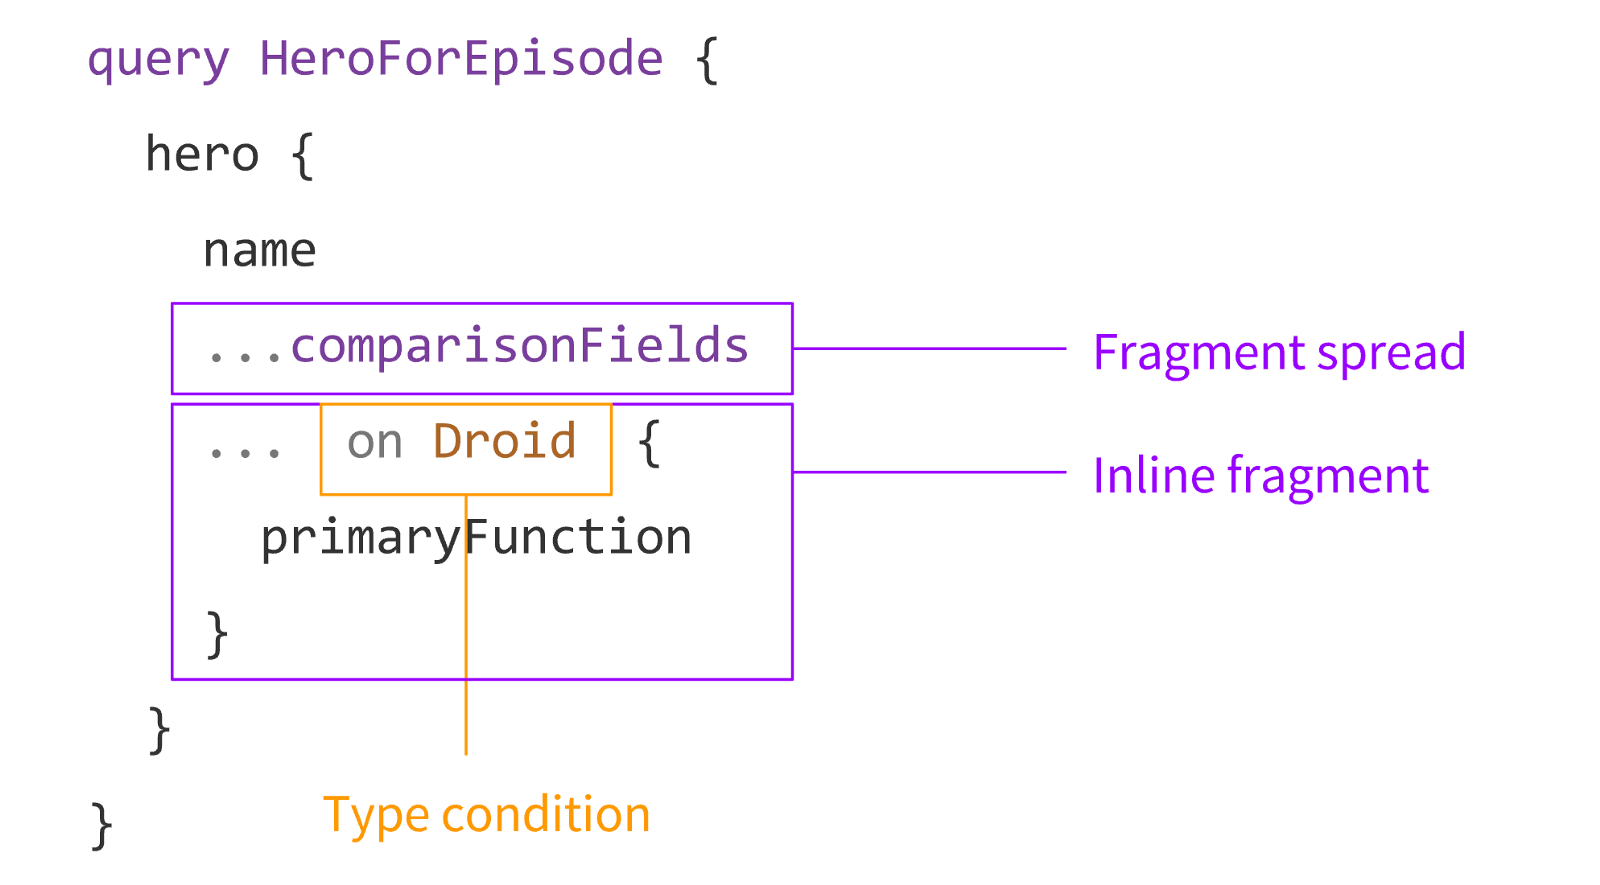 query HeroForEpisode {
hero {
name
...comparisonFields
Fragment spread
... on Droid {
Inline fragment
primaryFunction
}
}
}
Type condition